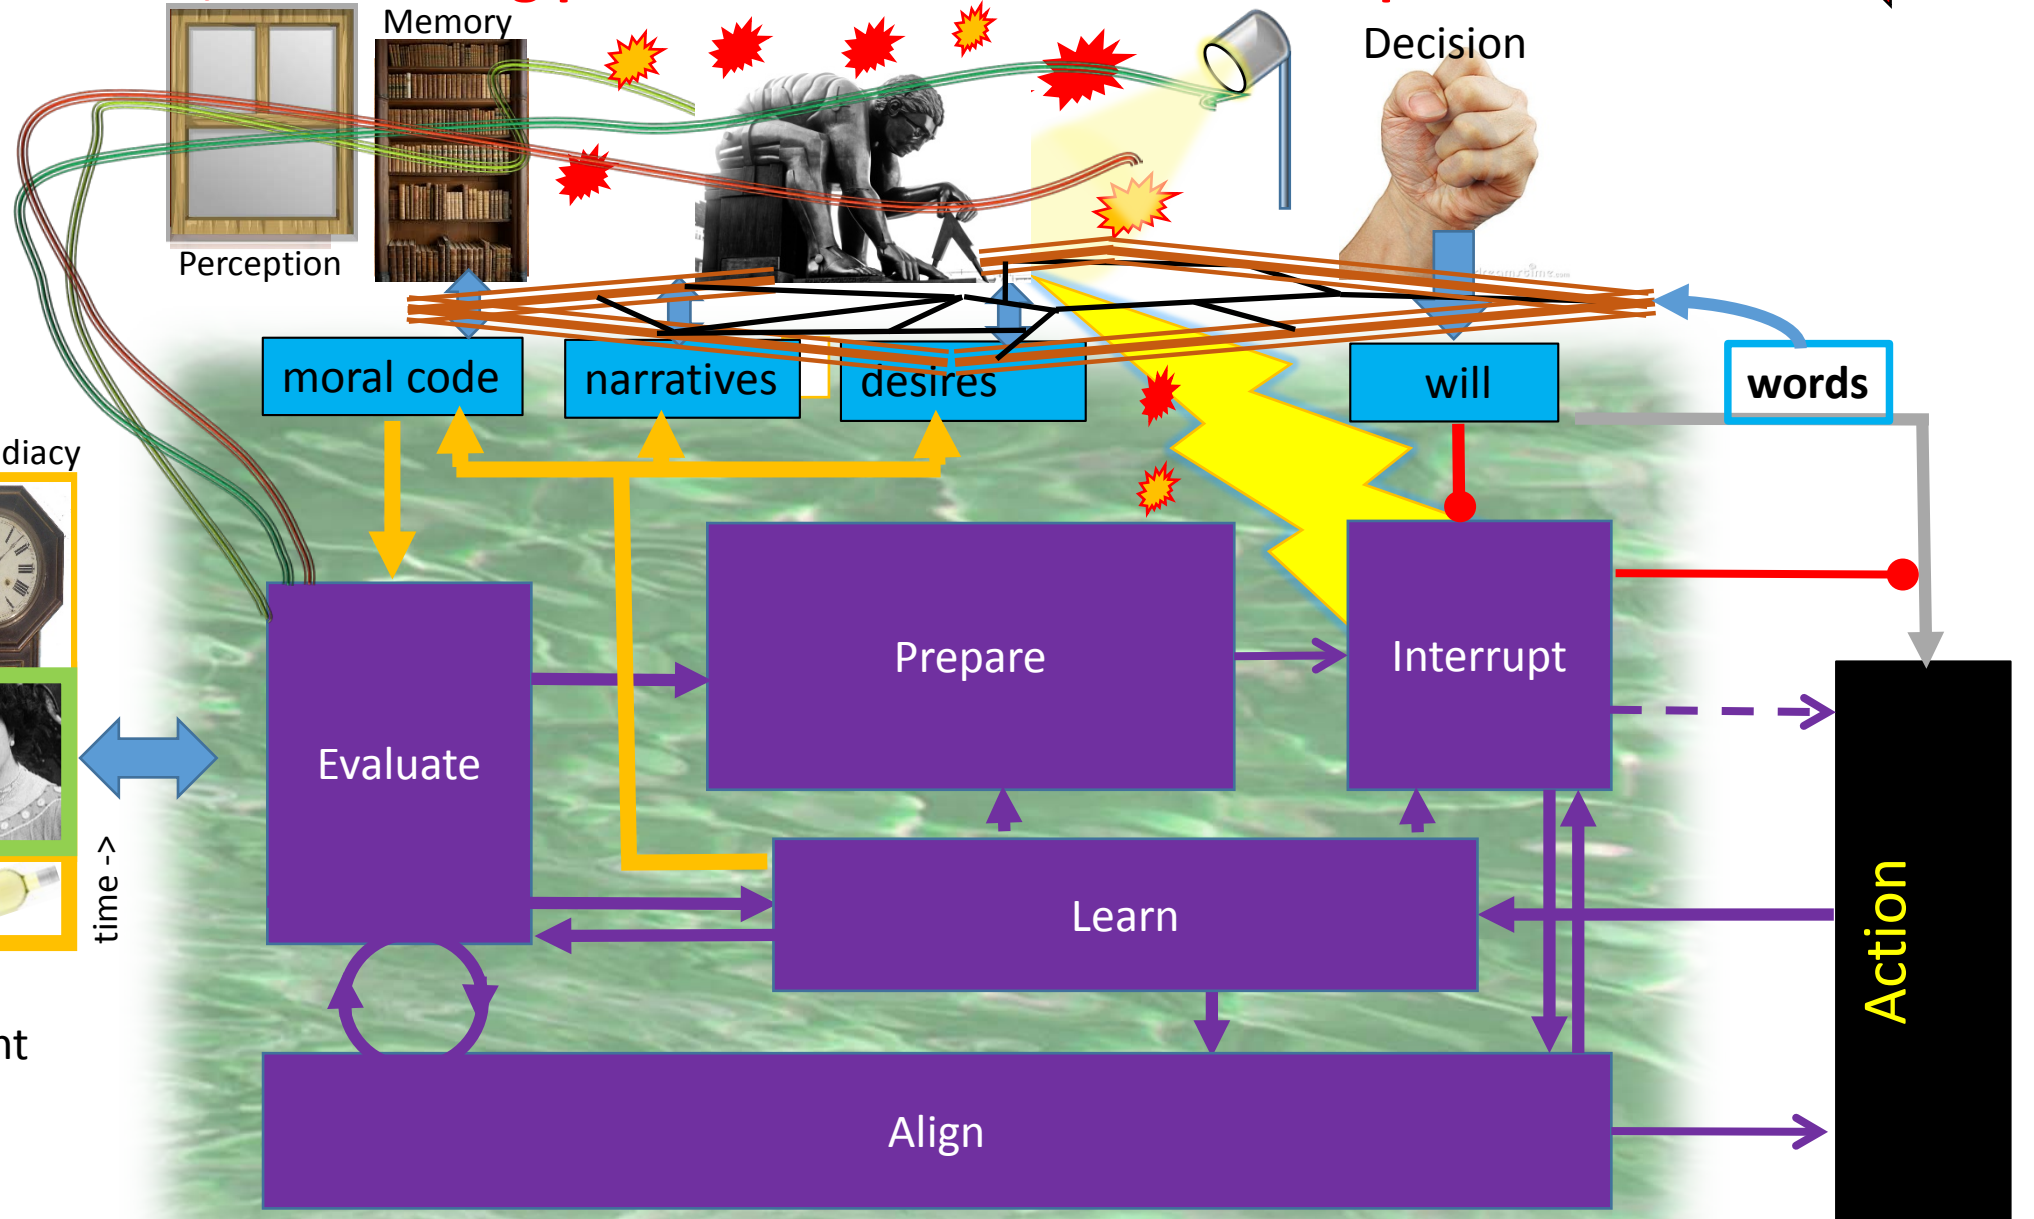 Memory
Decision
Perception
moral code
narratives
desires
will
words
diacy
Prepare
Interrupt
Evaluate
time ->
Learn
Action
nt
Align